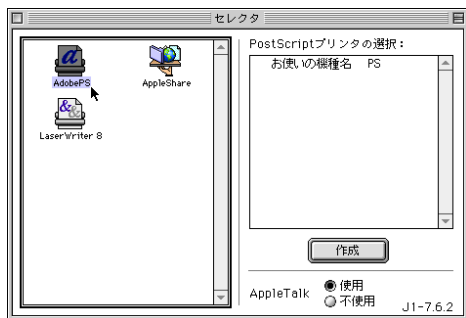 セレクタ
AdobePS
AppleShare
LaserWriter 8
PostScriptプリンタの選択：
お使いの機種名 PS
作成
AppleTalk
使用
不使用
J1-7.6.2